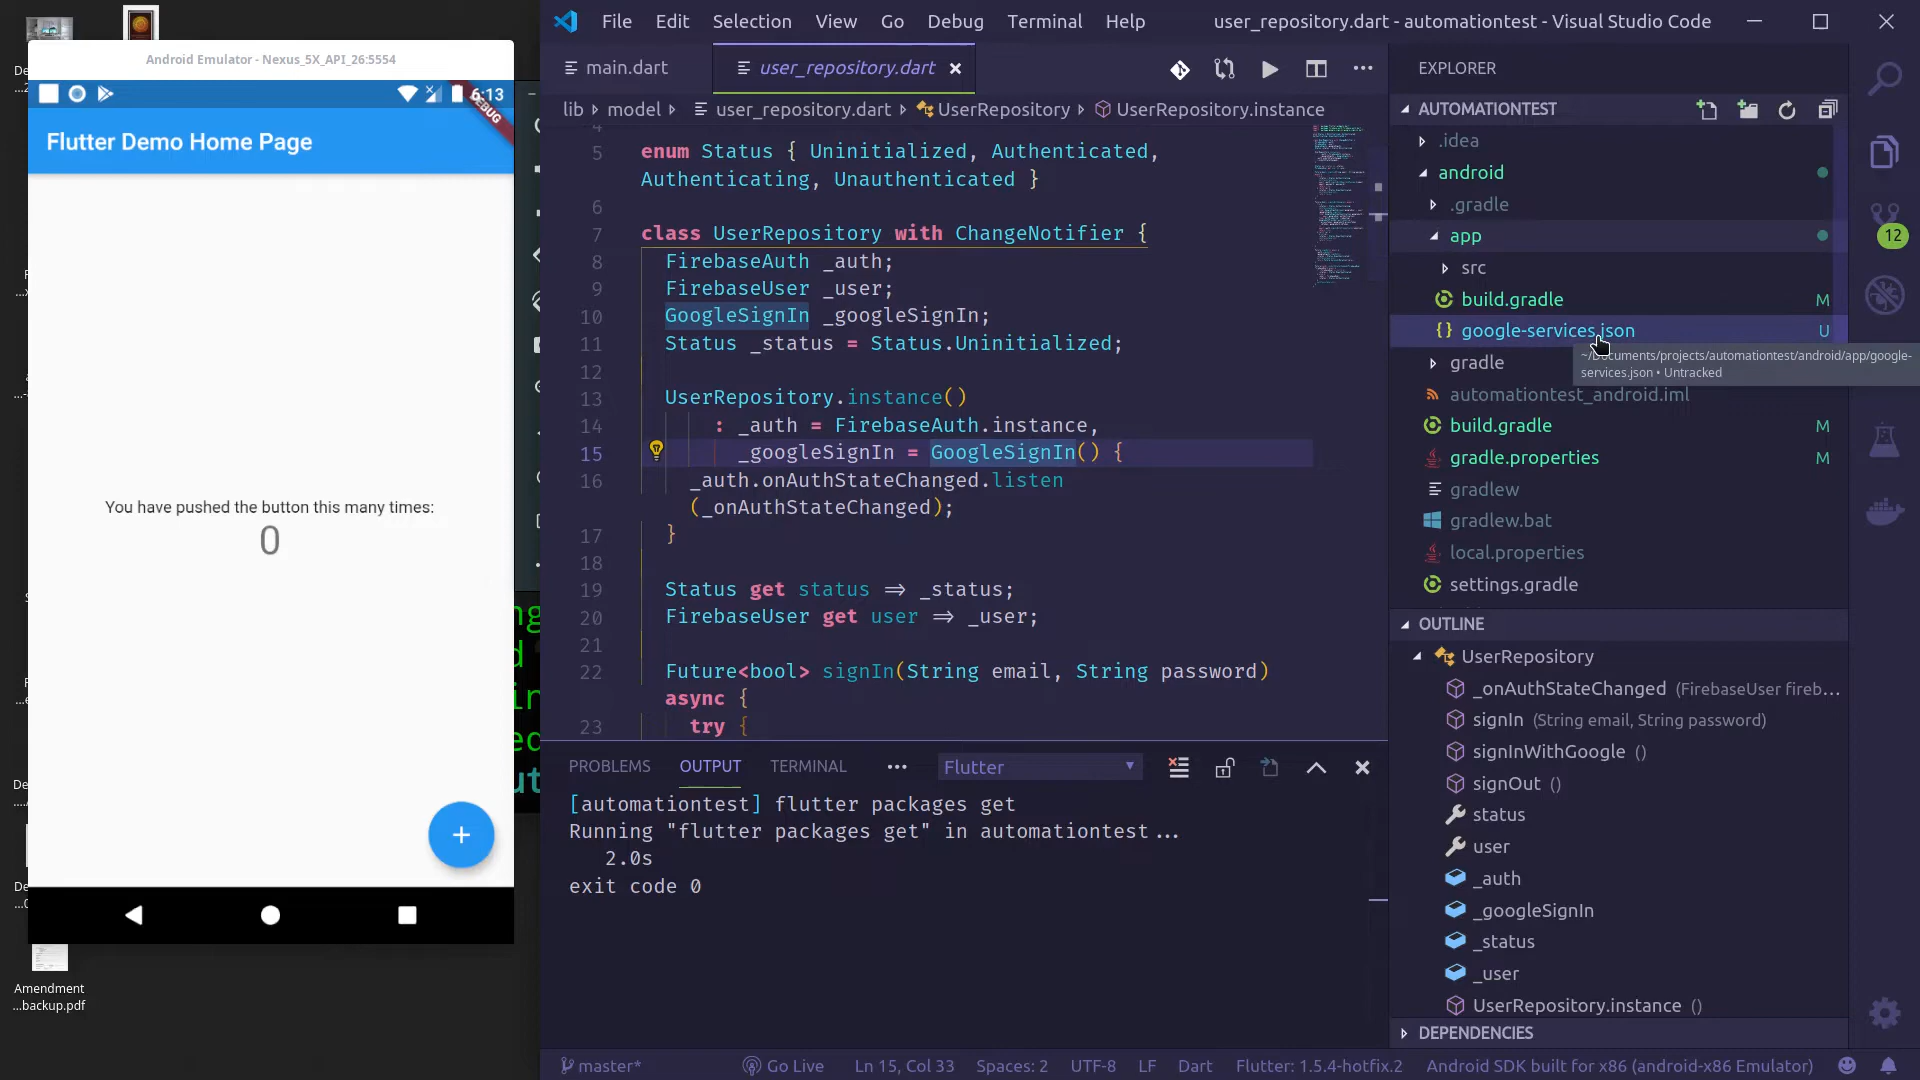 Android Emulator - Nexus_5X_API_26:5554
6:13
DEBUG
Flutter Demo Home Page
You have pushed the button this many times:
0
+
Amendment
...backup.pdf
File Edit Selection View Go Debug Terminal Help
user_repository.dart - automationtest - Visual Studio Code
main.dart
user_repository.dart
lib model user_repository.dart UserRepository UserRepository.instance
5 enum Status { Uninitialized, Authenticated,
Authenticating, Unauthenticated }
6
7 class UserRepository with ChangeNotifier {
8 FirebaseAuth _auth;
9 FirebaseUser _user;
10 GoogleSignIn _googleSignIn;
11 Status _status = Status.Uninitialized;
12
13 UserRepository.instance()
14 : _auth = FirebaseAuth.instance,
15 _googleSignIn = GoogleSignIn() {
16 _auth.onAuthStateChanged.listen
(_onAuthStateChanged);
17 }
18
19 Status get status => _status;
20 FirebaseUser get user => _user;
21
22 Future<bool> signIn(String email, String password)
async {
23 try {
PROBLEMS OUTPUT TERMINAL ... Flutter
[automationtest] flutter packages get
Running "flutter packages get" in automationtest...
2.0s
exit code 0
EXPLORER
AUTOMATIONTEST
.idea
android
.gradle
app
src
build.gradle M
google-services.json U
~/Documents/projects/automationtest/android/app/google-
services.json • Untracked
gradle
automationtest_android.iml
build.gradle M
gradle.properties M
gradlew
gradlew.bat
local.properties
settings.gradle
12
OUTLINE
UserRepository
_onAuthStateChanged (FirebaseUser fireb...
signIn (String email, String password)
signInWithGoogle ()
signOut ()
status
user
_auth
_googleSignIn
_status
_user
UserRepository.instance ()
DEPENDENCIES
master* Go Live Ln 15, Col 33 Spaces: 2 UTF-8 LF Dart Flutter: 1.5.4-hotfix.2 Android SDK built for x86 (android-x86 Emulator)